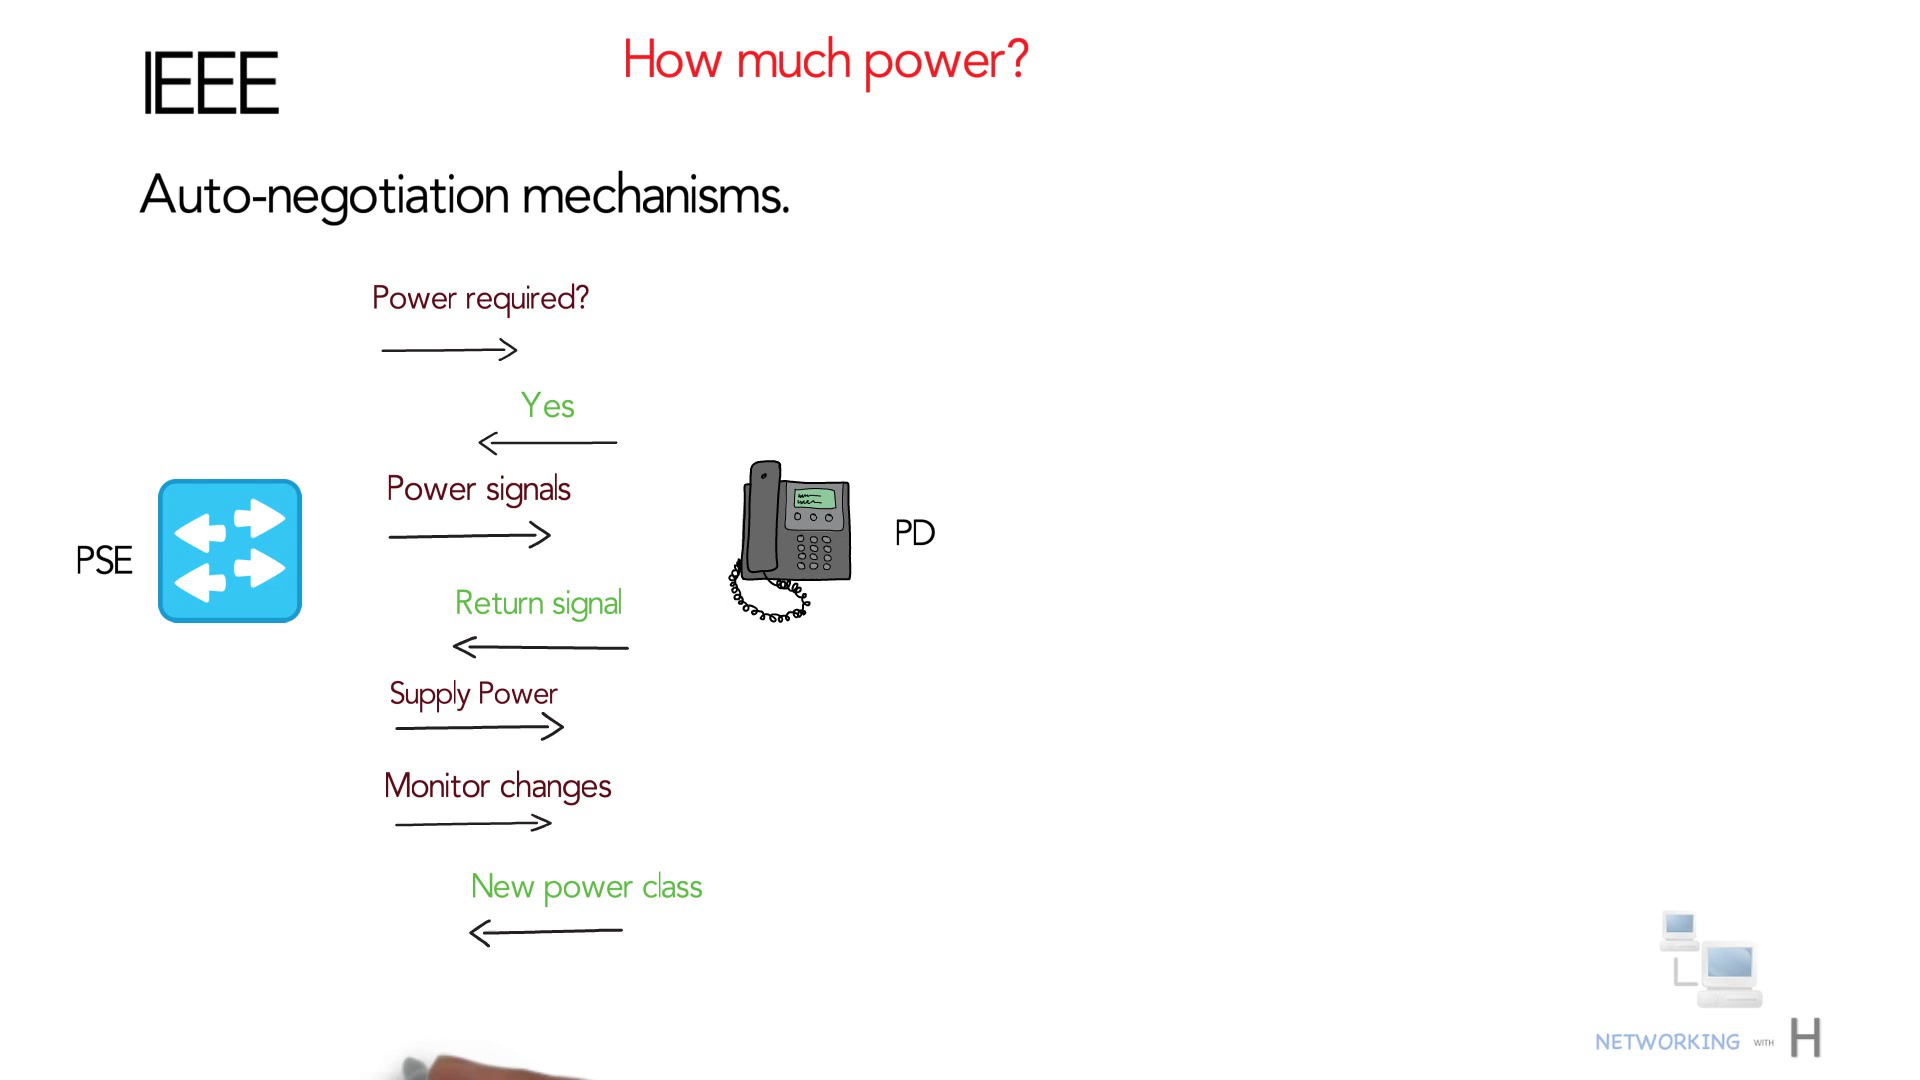 How much power?
IEEE
Auto-negotiation mechanisms.
Power required?
Yes
Power signals
PSE
PD
Return signal
Supply Power
Monitor changes
New power class
NETWORKING WITH H